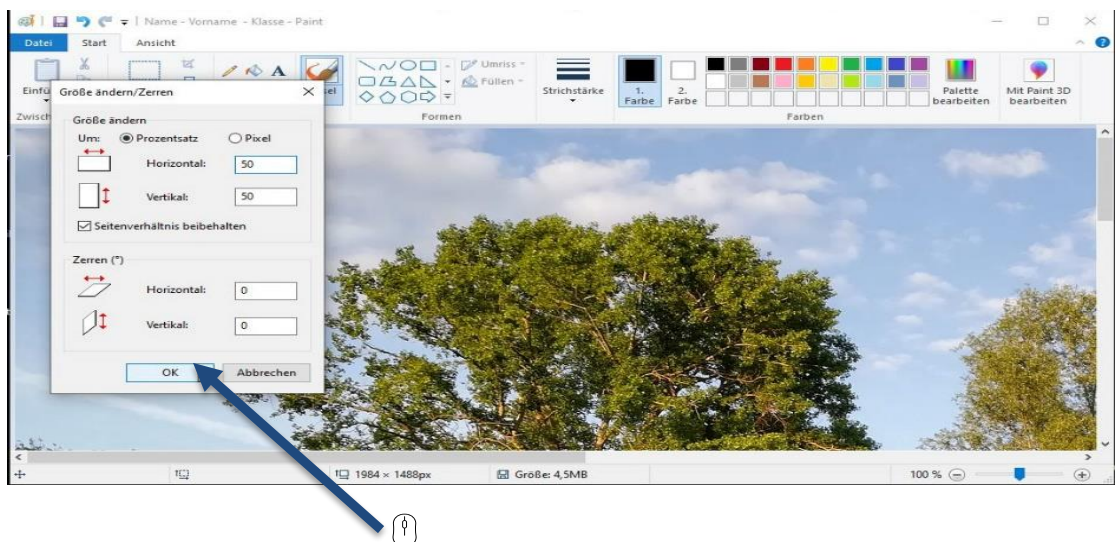 Name - Vorname - Klasse - Paint
Datei Start Ansicht
Größe ändern/Zerren
Größe ändern
Um: Prozentsatz Pixel
Horizontal: 50
Vertikal: 50
Seitenverhältnis beibehalten
Zerren (°)
Horizontal: 0
Vertikal: 0
OK Abbrechen
A
Umriss
Füllen
Formen
Strichstärke
1.
Farbe
2.
Farbe
Farben
Palette
bearbeiten
Mit Paint 3D
bearbeiten
1984 × 1488px
Größe: 4,5MB
100 %